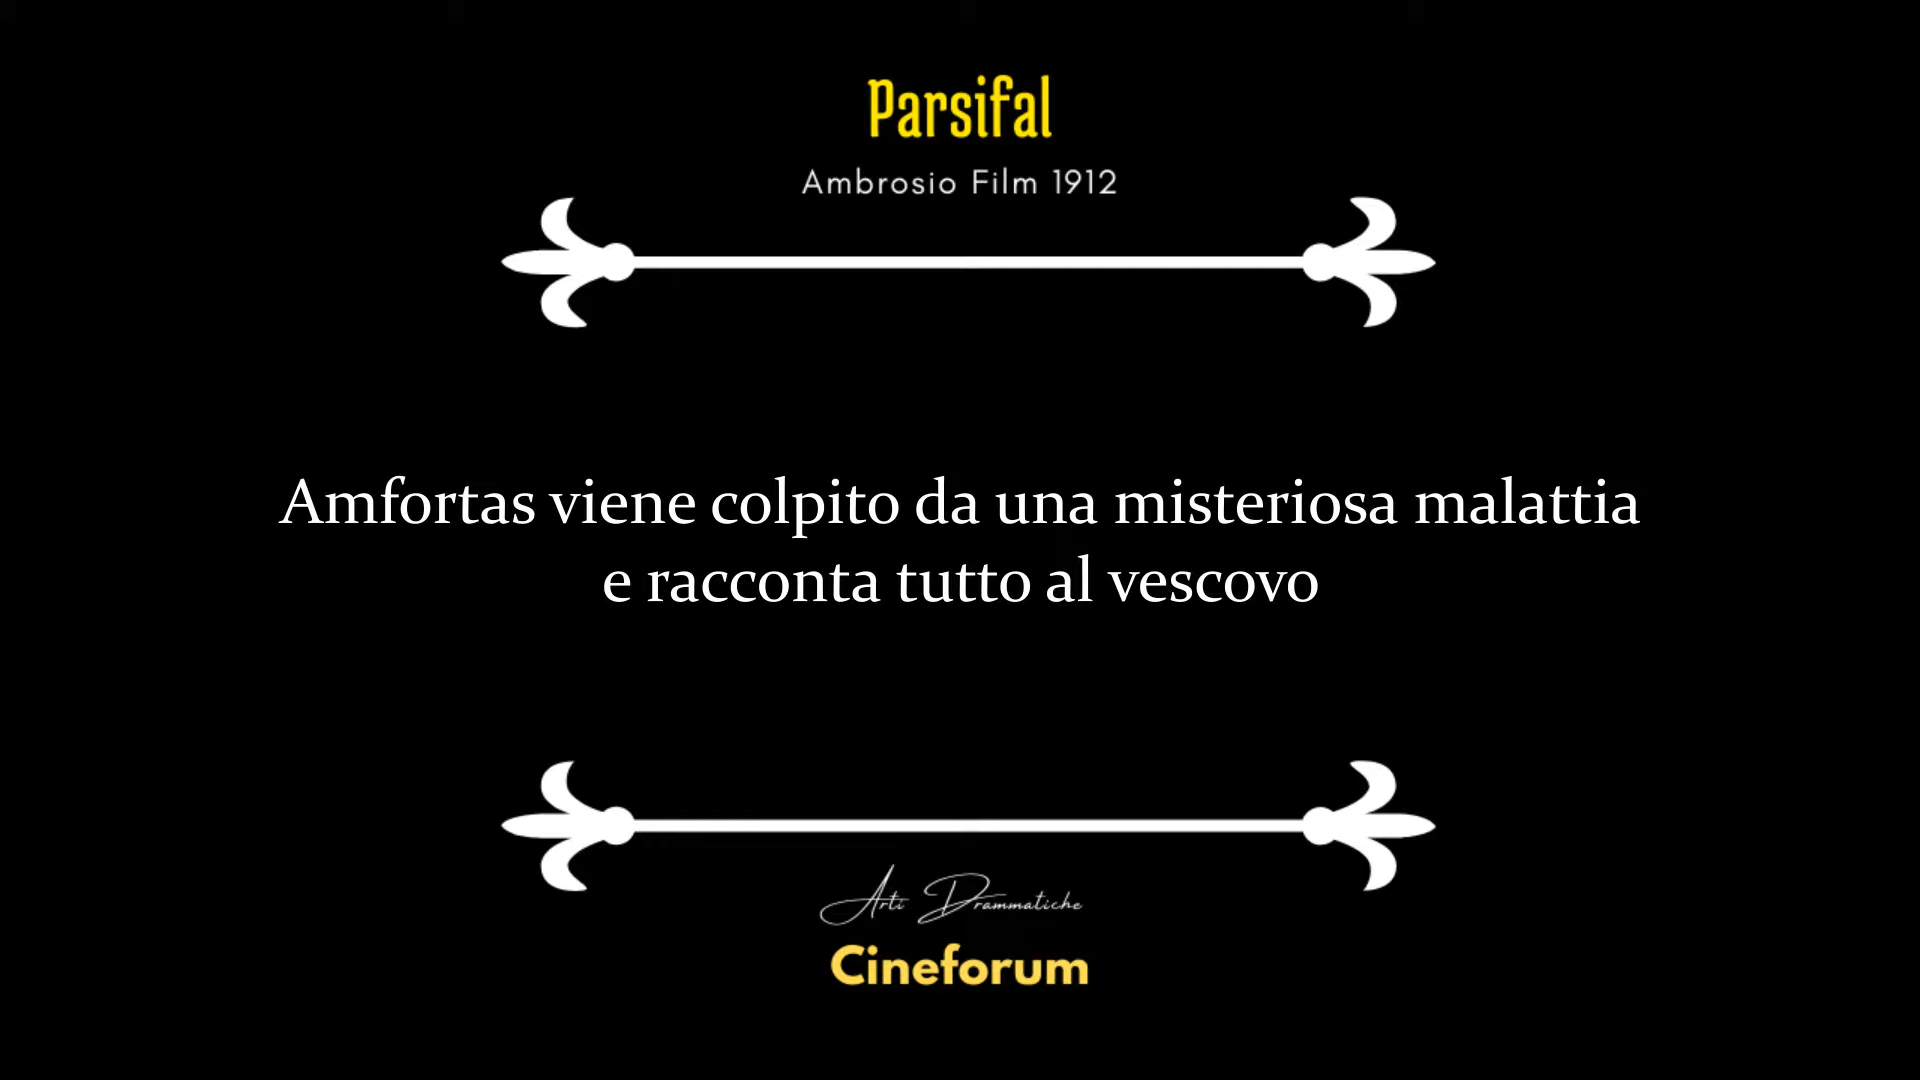 Parsifal
Ambrosio Film 1912
Amfortas viene colpito da una misteriosa malattia
e racconta tutto al vescovo
Arti Drammatiche
Cineforum